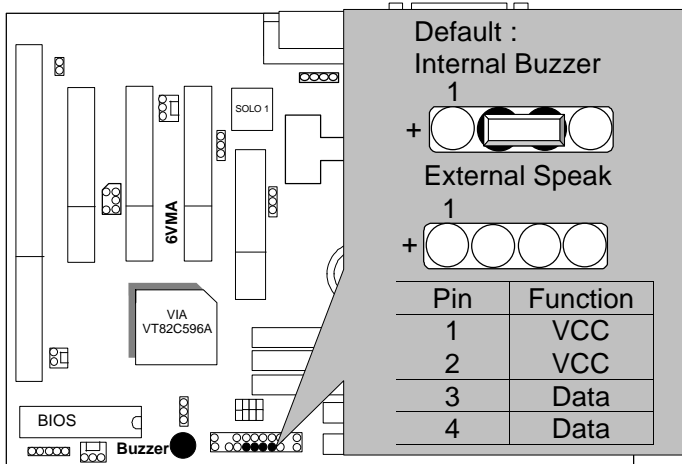 Default :
Internal Buzzer
1
+
External Speak
1
+
Pin Function
1 VCC
2 VCC
3 Data
4 Data
SOLO 1
6VMA
VIA
VT82C596A
BIOS
Buzzer